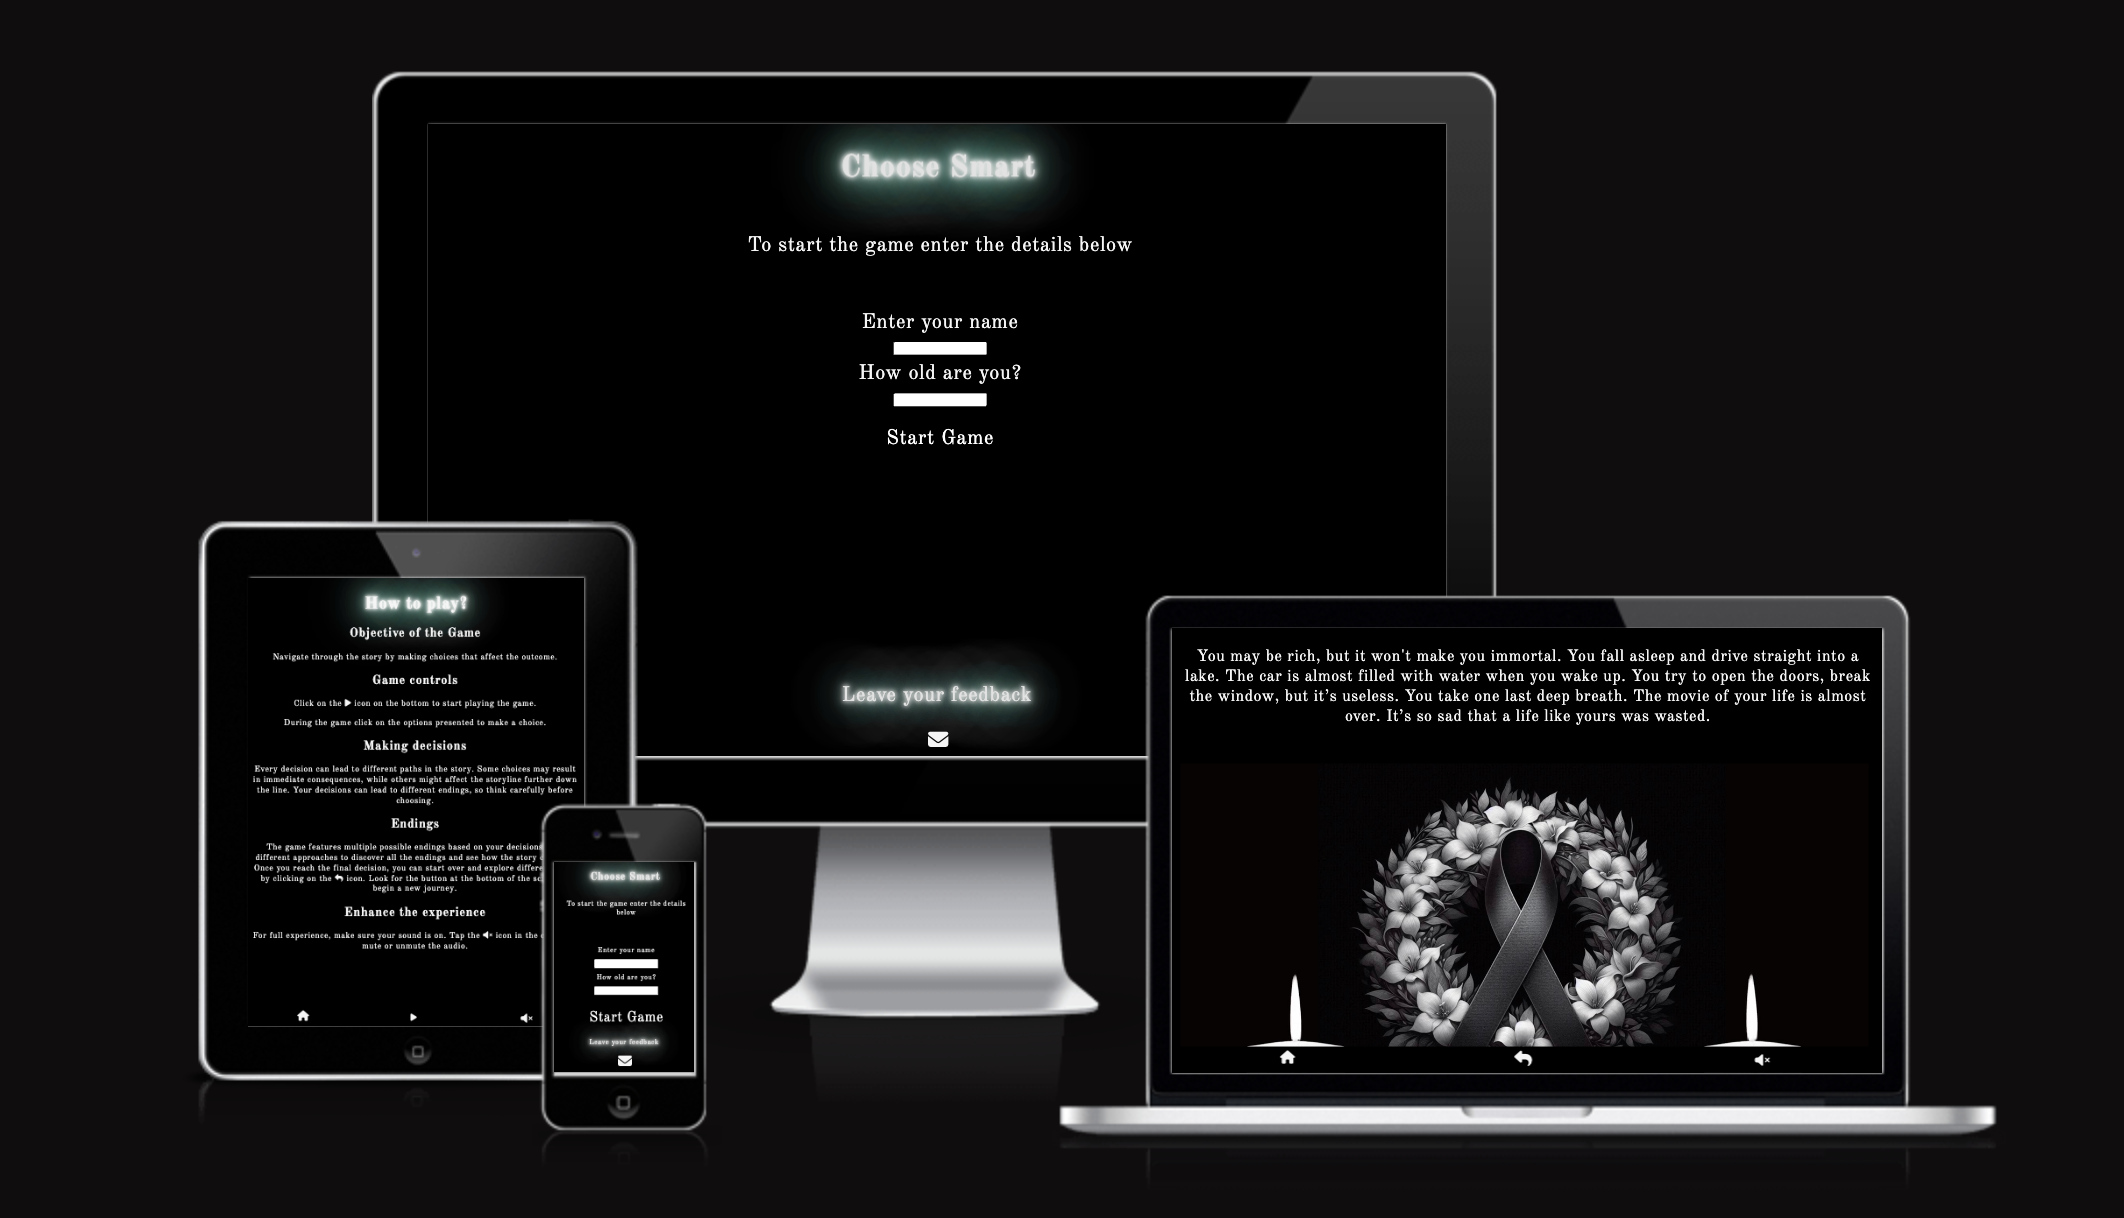 Choose Smart
To start the game enter the details below
Enter your name
How old are you?
Start Game
Leave your feedback
How to play?
Objective of the Game
Navigate through the story by making choices that affect the outcome.
Game controls
Click on the icon on the bottom to start playing the game.
During the game click on the options presented to make a choice.
Making decisions
Every decision can lead to different paths in the story. Some choices may result
in immediate consequences, while others might affect the storyline further down
the line. Your decisions can lead to different endings, so think carefully before
choosing.
Endings
The game features multiple possible endings based on your decisions
different approaches to discover all the endings and see how the story
Once you reach the final decision, you can start over and explore
by clicking on the icon. Look for the button at the bottom of the
begin a new journey.
Enhance the experience
For full experience, make sure your sound is on. Tap the icon in the
mute or unmute the audio.
Choose Smart
To start the game enter the details
below
Enter your name
How old are you?
Start Game
Leave your feedback
You may be rich, but it won't make you immortal. You fall asleep and drive straight into a
lake. The car is almost filled with water when you wake up. You try to open the doors, break
the window, but it’s useless. You take one last deep breath. The movie of your life is almost
over. It’s so sad that a life like yours was wasted.